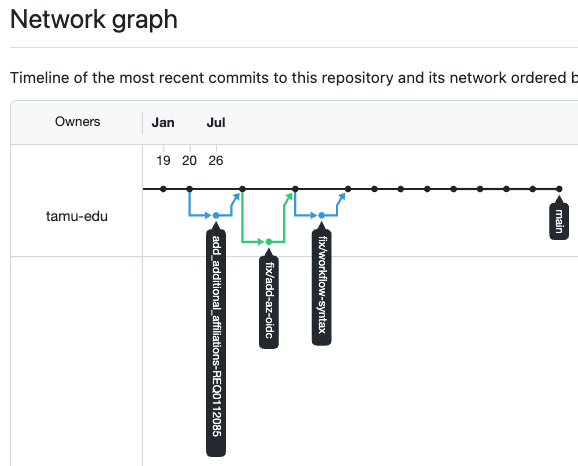 Network graph
Timeline of the most recent commits to this repository and its network ordered b
Owners Jan Jul
19 20 26
tamu-edu
main
add_additional_affiliations-REQ0112085
fix/workflow-syntax
fix/add-az-oidc